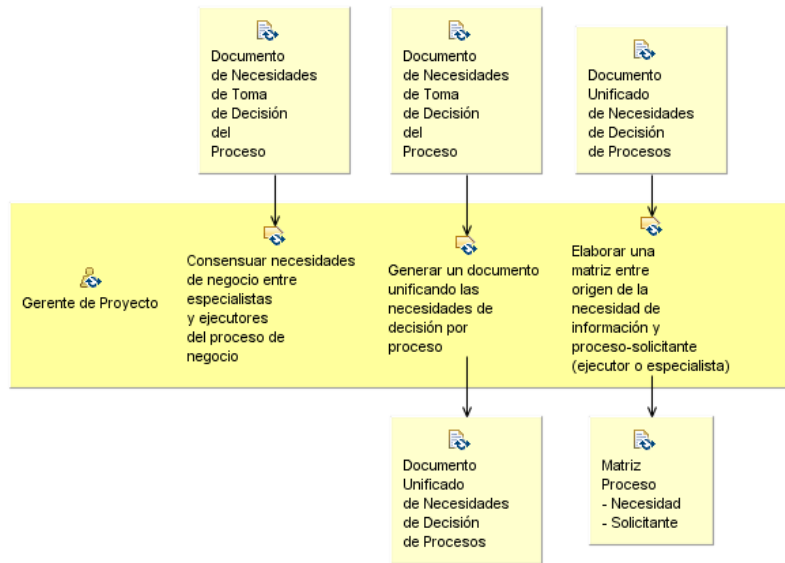 Documento
de Necesidades
de Toma
de Decisión
del
Proceso
Documento
de Necesidades
de Toma
de Decisión
del
Proceso
Documento
Unificado
de Necesidades
de Decisión
de Procesos
Gerente de Proyecto
Consensuar necesidades
de negocio entre
especialistas
y ejecutores
del proceso de
negocio
Generar un documento
unificando las
necesidades de
decisión por
proceso
Elaborar una
matriz entre
origen de la
necesidad de
información y
proceso-solicitante
(ejecutor o especialista)
Documento
Unificado
de Necesidades
de Decisión
de Procesos
Matriz
Proceso
- Necesidad
- Solicitante